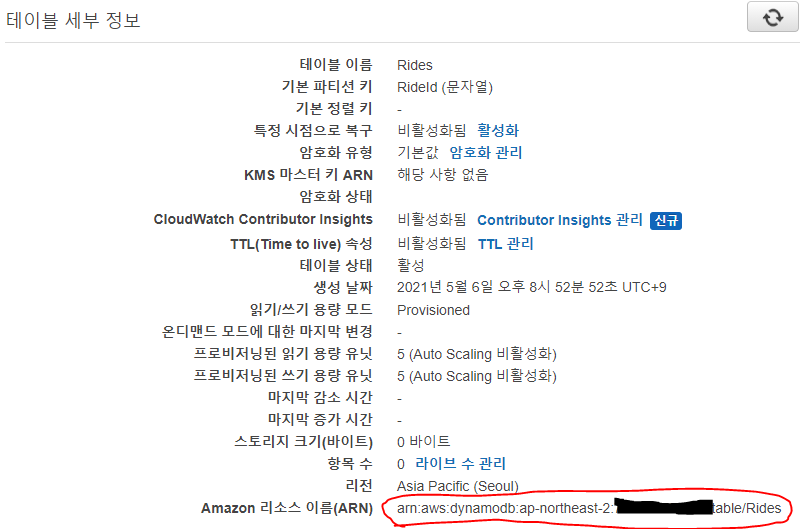 테이블 세부 정보
테이블 이름 Rides
기본 파티션 키 RideId (문자열)
기본 정렬 키 -
특정 시점으로 복구 비활성화됨 활성화
암호화 유형 기본값 암호화 관리
KMS 마스터 키 ARN 해당 사항 없음
암호화 상태
CloudWatch Contributor Insights 비활성화됨 Contributor Insights 관리 신규
TTL(Time to live) 속성 비활성화됨 TTL 관리
테이블 상태 활성
생성 날짜 2021년 5월 6일 오후 8시 52분 52초 UTC+9
읽기/쓰기 용량 모드 Provisioned
온디맨드 모드에 대한 마지막 변경 -
프로비저닝된 읽기 용량 유닛 5 (Auto Scaling 비활성화)
프로비저닝된 쓰기 용량 유닛 5 (Auto Scaling 비활성화)
마지막 감소 시간 -
마지막 증가 시간 -
스토리지 크기(바이트) 0 바이트
항목 수 0 라이브 수 관리
리전 Asia Pacific (Seoul)
Amazon 리소스 이름(ARN) arn:aws:dynamodb:ap-northeast-2: table/Rides